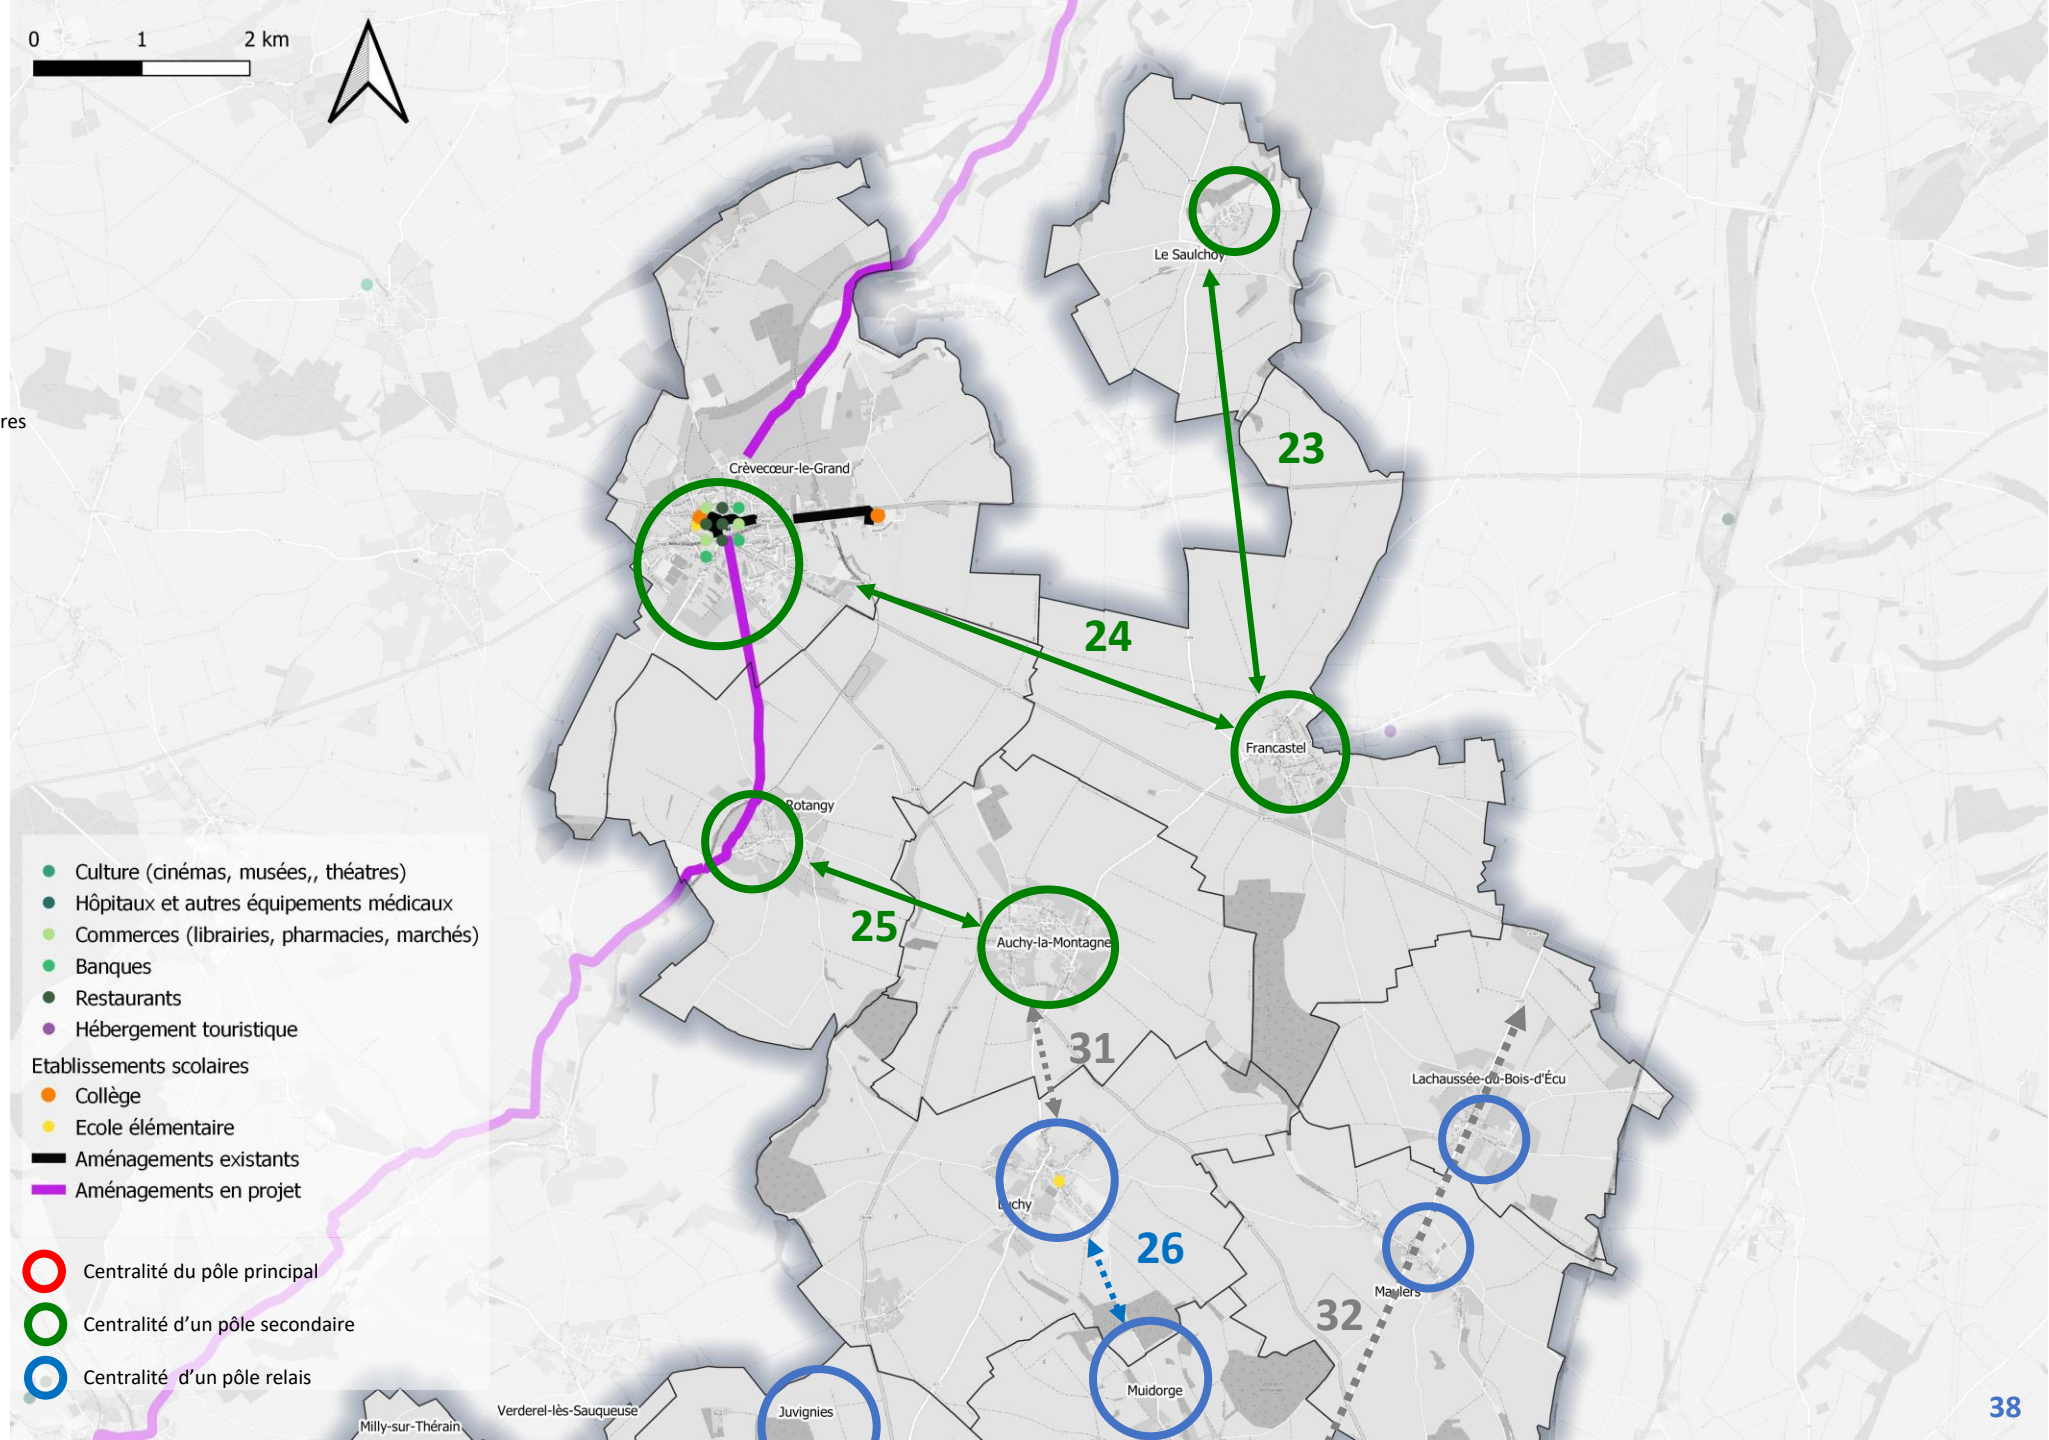 0 1 2 km
res
Le Saulchoy
23
Crèvecœur-le-Grand
24
Francastel
Rotangy
25
Auchy-la-Montagne
31
Lachaussée-du-Bois-d'Écu
Luchy
26
Maulers
32
Muidorge
Juvignies
Verderel-lès-Sauqueuse
Milly-sur-Thérain
Culture (cinémas, musées,, théatres)
Hôpitaux et autres équipements médicaux
Commerces (librairies, pharmacies, marchés)
Banques
Restaurants
Hébergement touristique
Etablissements scolaires
Collège
Ecole élémentaire
Aménagements existants
Aménagements en projet
Centralité du pôle principal
Centralité d'un pôle secondaire
Centralité d'un pôle relais
38